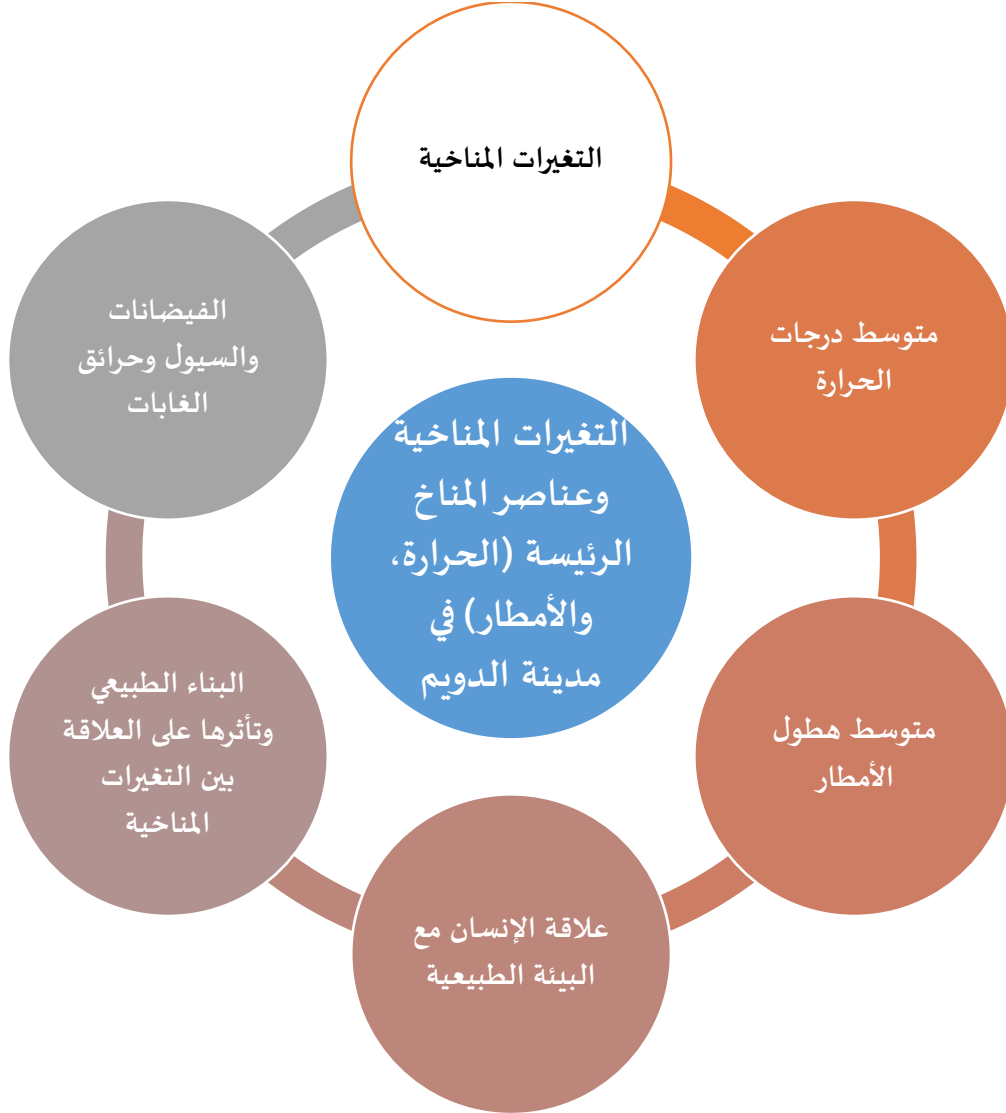 التغيرات المناخية
متوسط درجات
الحرارة
متوسط هطول
الأمطار
علاقة الإنسان مع
البيئة الطبيعية
البناء الطبيعي
وتأثرها على العلاقة
بين التغيرات
المناخية
الفيضانات
والسيول وحرائق
الغابات
التغيرات المناخية
وعناصر المناخ
الرئيسة (الحرارة،
والأمطار) في
مدينة الدويم